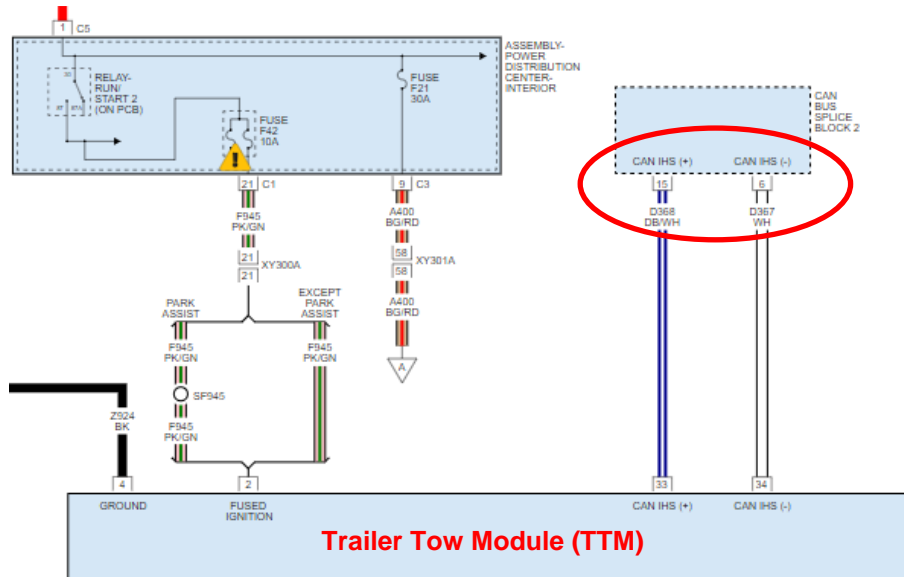 1 C5
ASSEMBLY-
POWER
DISTRIBUTION
CENTER-
INTERIOR
30
RELAY-
RUN/
START 2
(ON PCB)
87 87A
FUSE
F42
10A
FUSE
F21
30A
CAN
BUS
SPLICE
BLOCK 2
CAN IHS (+) CAN IHS (-)
21 C1
9 C3
15
6
F945
PK/GN
A400
BG/RD
D368
DB/WH
D367
WH
21
21
XY300A
58
58
XY301A
PARK
ASSIST
EXCEPT
PARK
ASSIST
A400
BG/RD
F945
PK/GN
F945
PK/GN
A
SF945
Z924
BK
F945
PK/GN
4
2
33
34
GROUND
FUSED
IGNITION
CAN IHS (+) CAN IHS (-)
Trailer Tow Module (TTM)